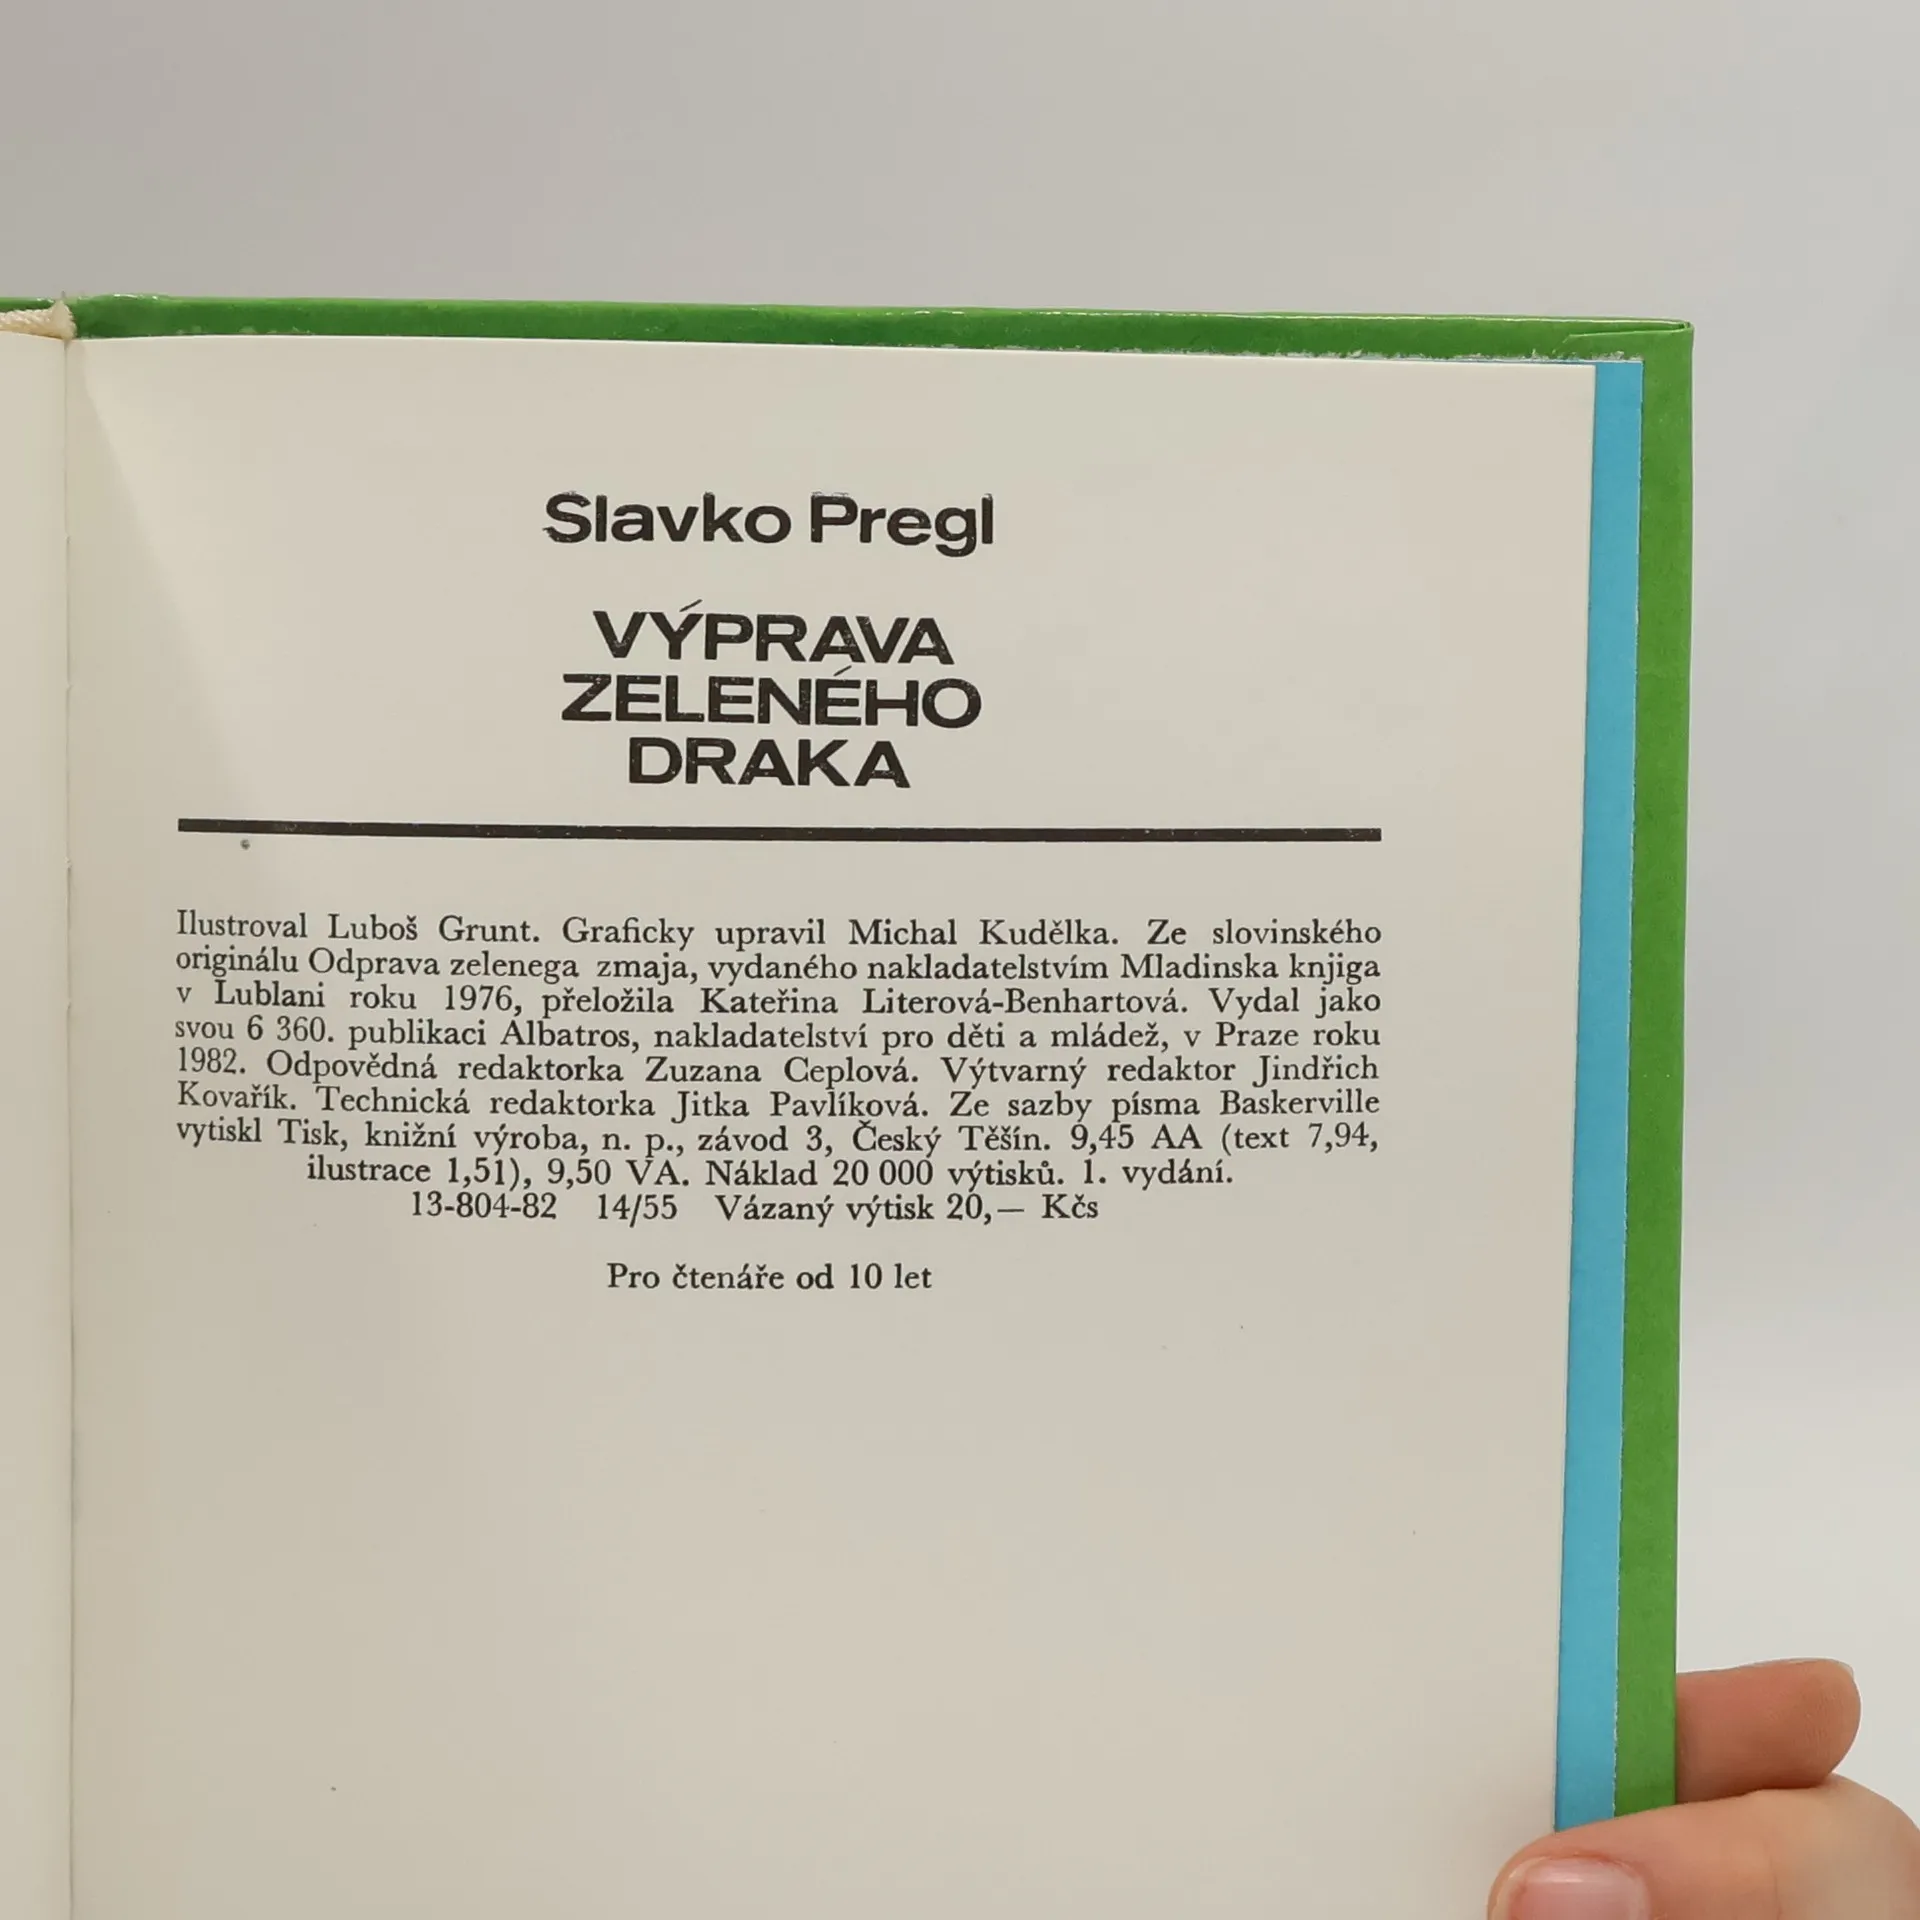 Slavko Pregl
VÝPRAVA
ZELENÉHO
DRAKA
Ilustroval Luboš Grunt. Graficky upravil Michal Kudělka. Ze slovinského
originálu Odprava zelenega zmaja, vydaného nakladatelstvím Mladinska knjiga
v Lublani roku 1976, přeložila Kateřina Literová-Benhartová. Vydal jako
svou 6 360. publikaci Albatros, nakladatelství pro děti a mládež, v Praze roku
1982. Odpovědná redaktorka Zuzana Ceplová. Výtvarný redaktor Jindřich
Kovařík. Technická redaktorka Jitka Pavlíková. Ze sazby písma Baskerville
vytiskl Tisk, knižní výroba, n. p., závod 3, Český Těšín. 9,45 AA (text 7,94,
ilustrace 1,51), 9,50 VA. Náklad 20 000 výtisků. 1. vydání.
13-804-82 14/55 Vázaný výtisk 20,— Kčs
Pro čtenáře od 10 let